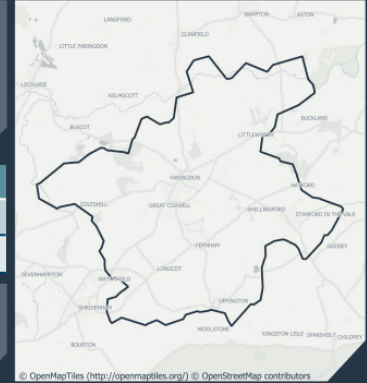 BAMPTON
ASTON
LANGFORD
CLANFIELD
LITTLE FARINGDON
LECHLADE
KELMSCOTT
BUCKLAND
BUSCOT
LITTLEWORTH
FARINGDON
HATFORD
COLESHILL
GREAT COXWELL
SHELLINGFORD
STANFORD IN THE VALE
FERNHAM
GOOSEY
LONGCOT
SEVENHAMPTON
WATCHFIELD
UFFINGTON
SHRIVENHAM
WOOLSTONE
KINGSTON LISLE
SPARSHOLT
CHILDREY
BOURTON
© OpenMapTiles (http://openmaptiles.org/) © OpenStreetMap contributors